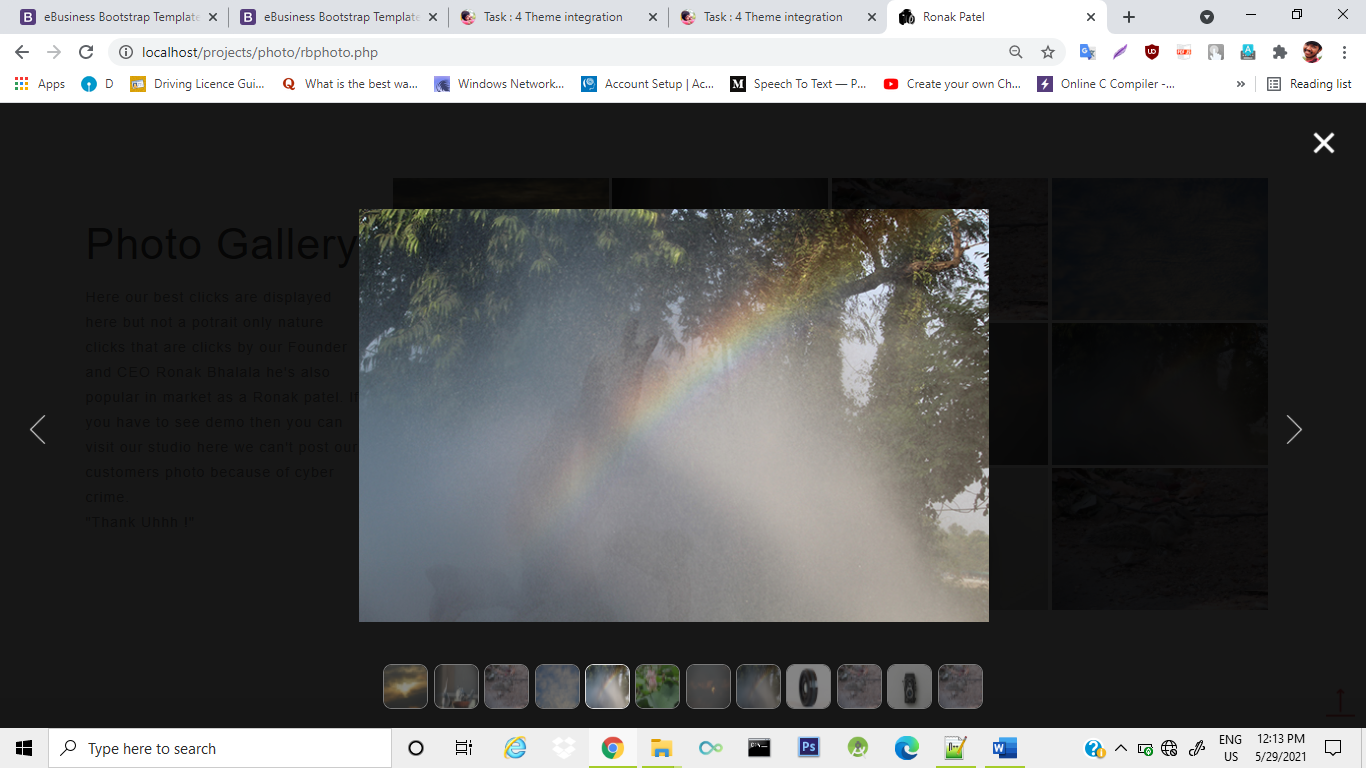 eBusiness Bootstrap Template
eBusiness Bootstrap Template
Task : 4 Theme integration
Task : 4 Theme integration
Ronak Patel
localhost/projects/photo/rbphoto.php
Apps
D
Driving Licence Gui...
What is the best wa...
Windows Network...
Account Setup | Ac...
Speech To Text — P...
Create your own Ch...
Online C Compiler -...
»
Reading list
Photo Gallery
Here our best clicks are displayed
here but not a potrait only nature
clicks that are clicks by our Founder
and CEO Ronak Bhalala he's also
popular in market as a Ronak patel. If
you have to see demo then you can
visit our studio here we can't post our
customers photo because of cyber
crime.
"Thank Uhhh !"
Type here to search
ENG
US
12:13 PM
5/29/2021